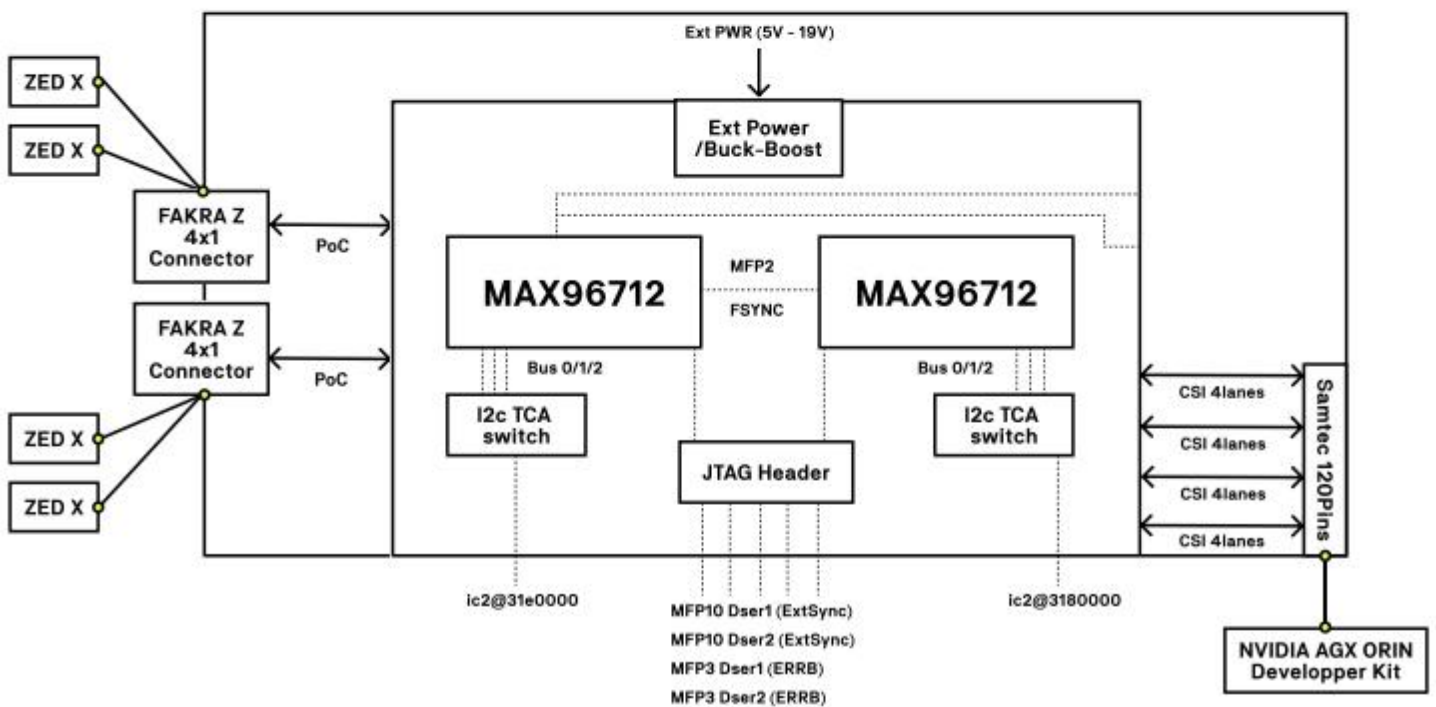 Ext PWR (5V - 19V)
ZED X
ZED X
Ext Power
/Buck-Boost
FAKRA Z
4x1
Connector
PoC
MAX96712
MFP2
FSYNC
MAX96712
FAKRA Z
4x1
Connector
PoC
Bus 0/1/2
Bus 0/1/2
I2c TCA
switch
I2c TCA
switch
JTAG Header
CSI 4lanes
CSI 4lanes
CSI 4lanes
CSI 4lanes
Samtec 120Pins
ZED X
ZED X
ic2@31e0000
ic2@3180000
MFP10 Dser1 (ExtSync)
MFP10 Dser2 (ExtSync)
MFP3 Dser1 (ERRB)
MFP3 Dser2 (ERRB)
NVIDIA AGX ORIN
Developper Kit